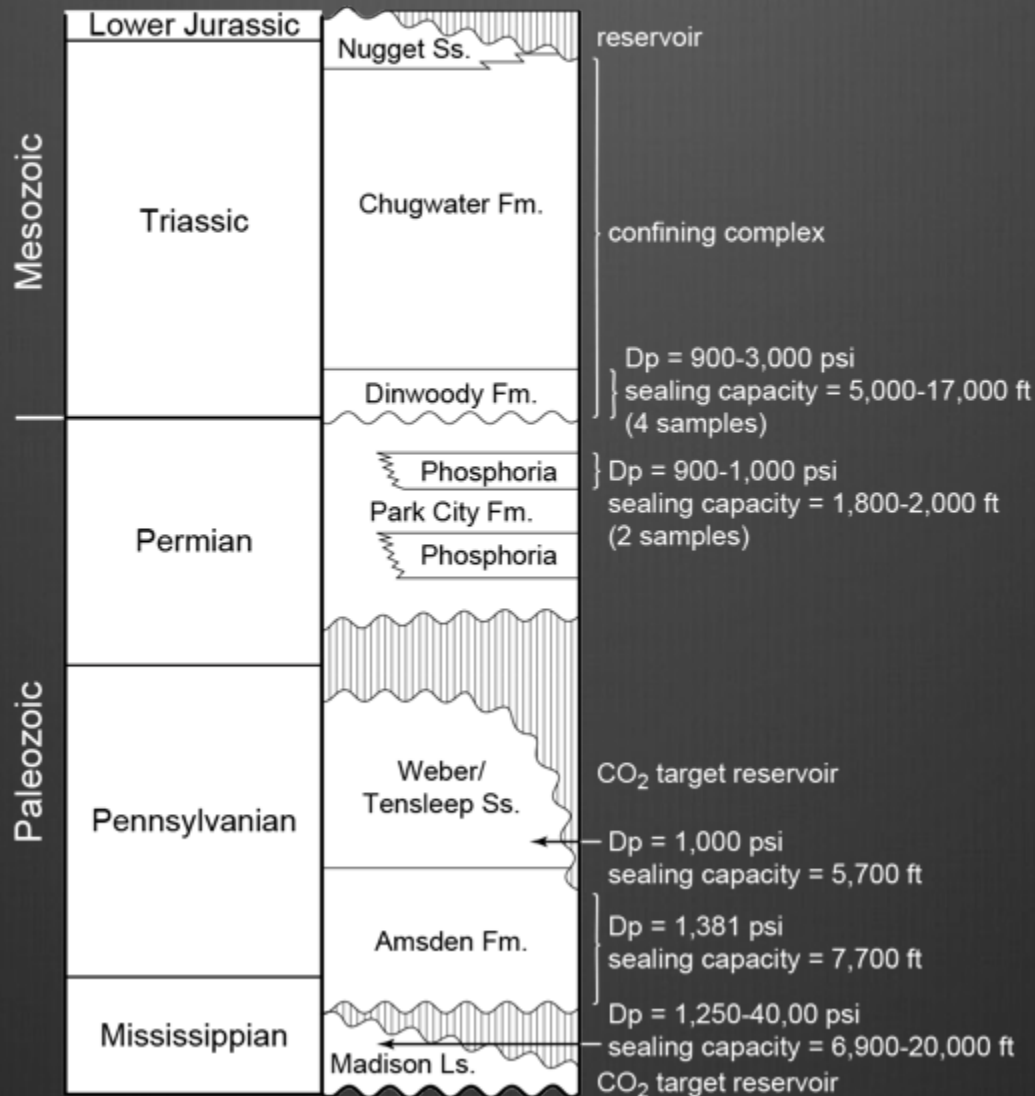 Mesozoic
Paleozoic
Lower Jurassic
Triassic
Permian
Pennsylvanian
Mississippian
Nugget Ss.
Chugwater Fm.
Dinwoody Fm.
Phosphoria
Park City Fm.
Phosphoria
Weber/
Tensleep Ss.
Amsden Fm.
Madison Ls.
reservoir
confining complex
Dp = 900-3,000 psi
sealing capacity = 5,000-17,000 ft
(4 samples)
Dp = 900-1,000 psi
sealing capacity = 1,800-2,000 ft
(2 samples)
CO₂ target reservoir
Dp = 1,000 psi
sealing capacity = 5,700 ft
Dp = 1,381 psi
sealing capacity = 7,700 ft
Dp = 1,250-40,00 psi
sealing capacity = 6,900-20,000 ft
CO₂ target reservoir